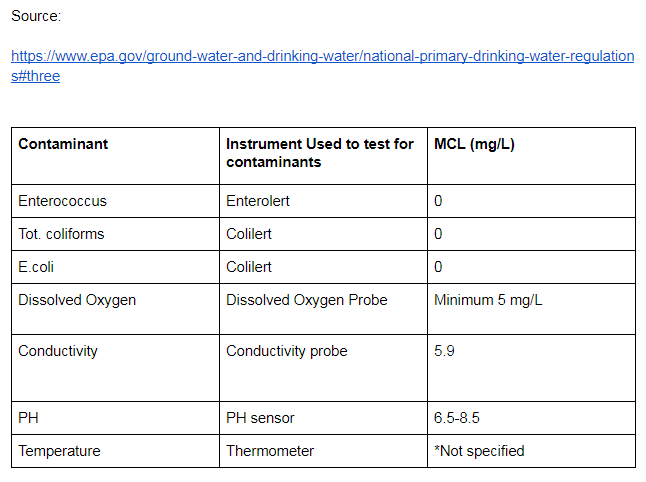 Source:
https://www.epa.gov/ground-water-and-drinking-water/national-primary-drinking-water-regulation
s#three
Contaminant Instrument Used to test for MCL (mg/L)
contaminants
Enterococcus Enterolert 0
Tot. coliforms Colilert 0
E.coli Colilert 0
Dissolved Oxygen Dissolved Oxygen Probe Minimum 5 mg/L
Conductivity Conductivity probe 5.9
PH PH sensor 6.5-8.5
Temperature Thermometer *Not specified